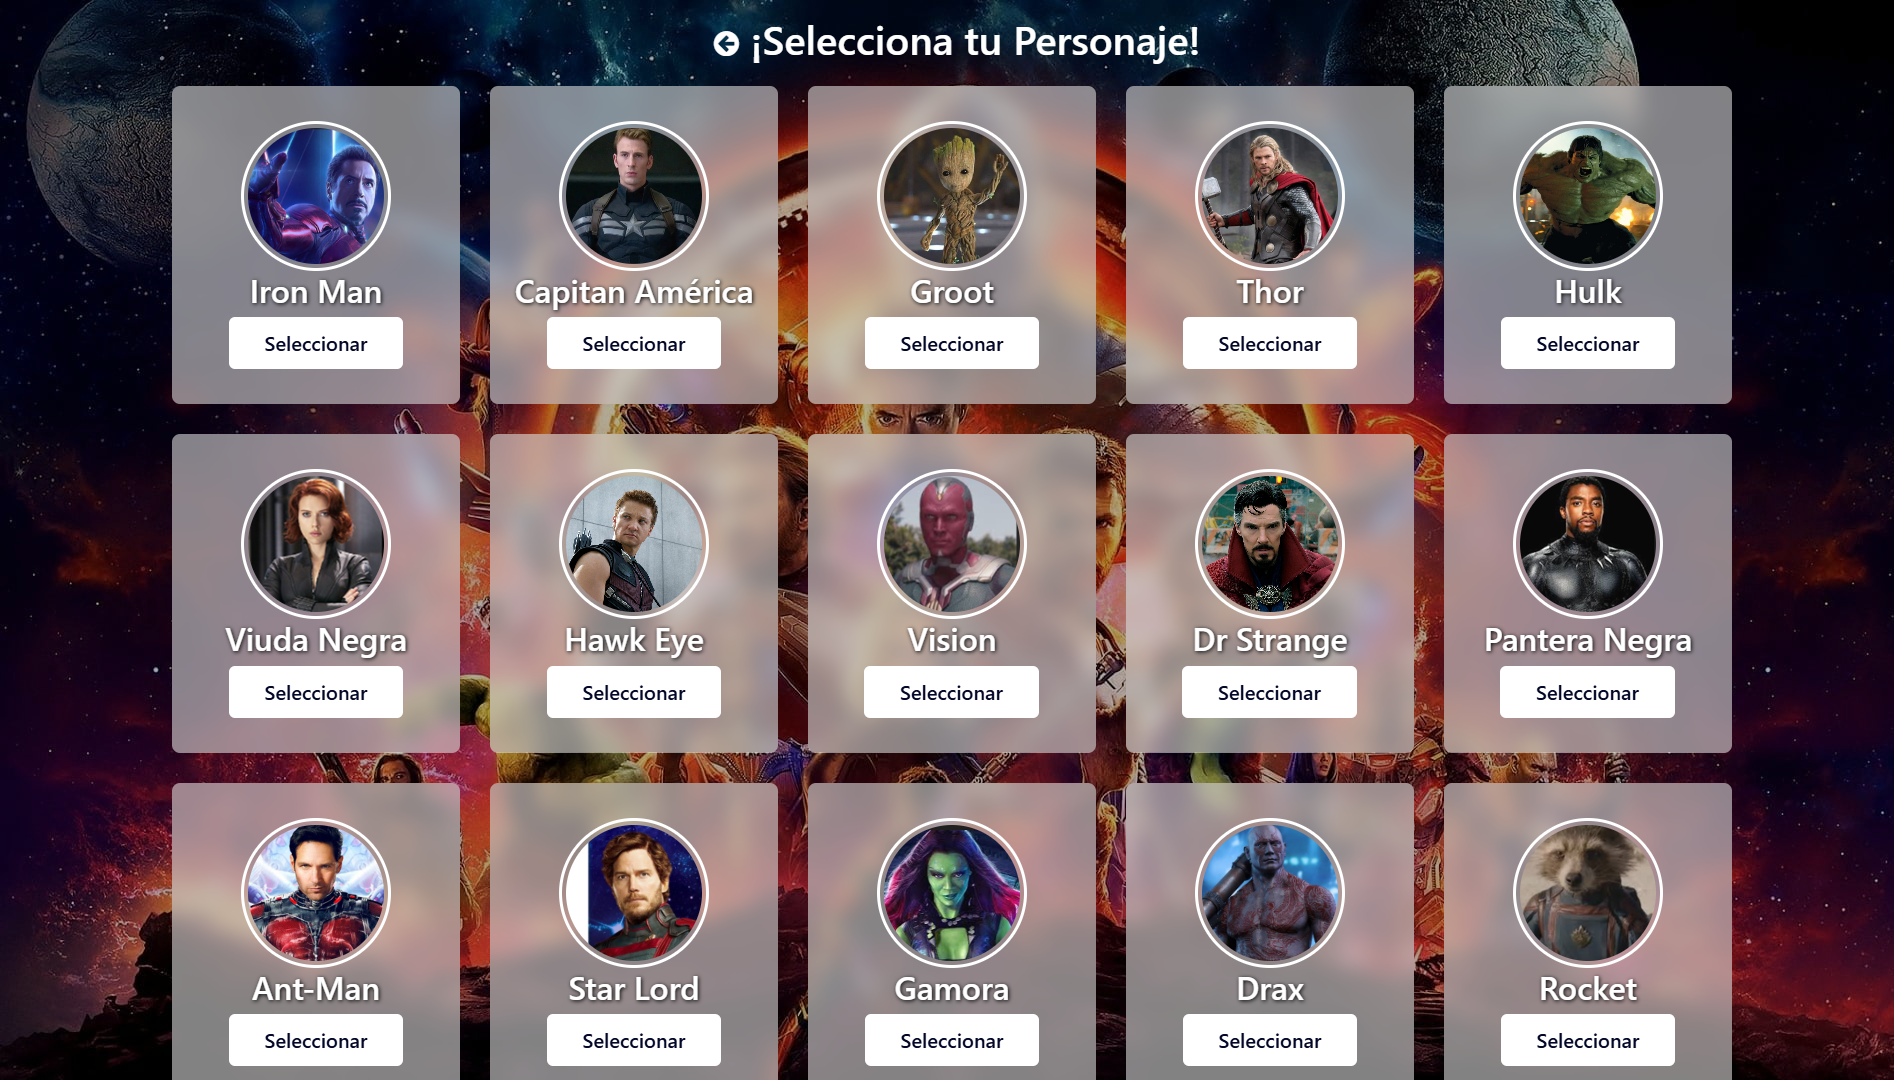 ¡Selecciona tu Personaje!
Iron Man
Seleccionar
Capitan América
Seleccionar
Groot
Seleccionar
Thor
Seleccionar
Hulk
Seleccionar
Viuda Negra
Seleccionar
Hawk Eye
Seleccionar
Vision
Seleccionar
Dr Strange
Seleccionar
Pantera Negra
Seleccionar
Ant-Man
Seleccionar
Star Lord
Seleccionar
Gamora
Seleccionar
Drax
Seleccionar
Rocket
Seleccionar